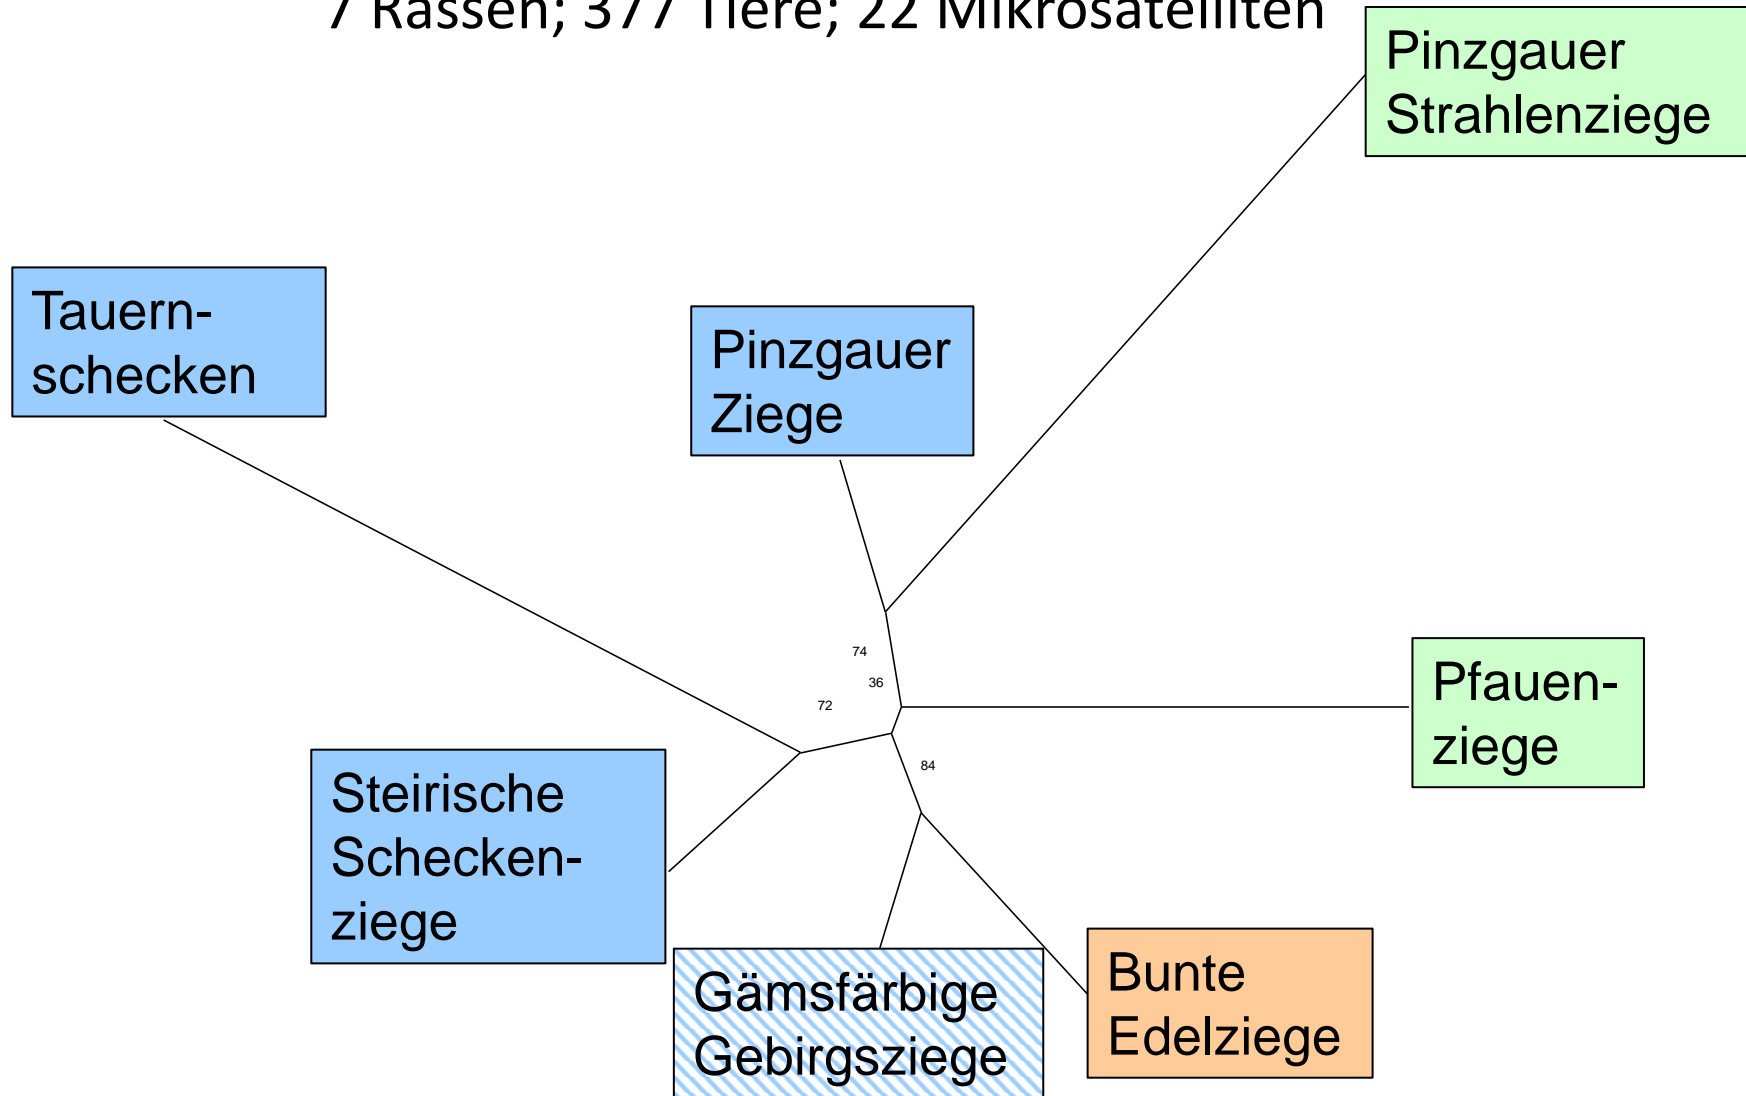 7 Rassen; 377 Tiere; 22 Mikrosatelliten
Pinzgauer
Strahlenziege
Tauern-
schecken
Pinzgauer
Ziege
74
36
72
Pfauen-
ziege
84
Steirische
Schecken-
ziege
Gämsfärbige
Gebirgsziege
Bunte
Edelziege